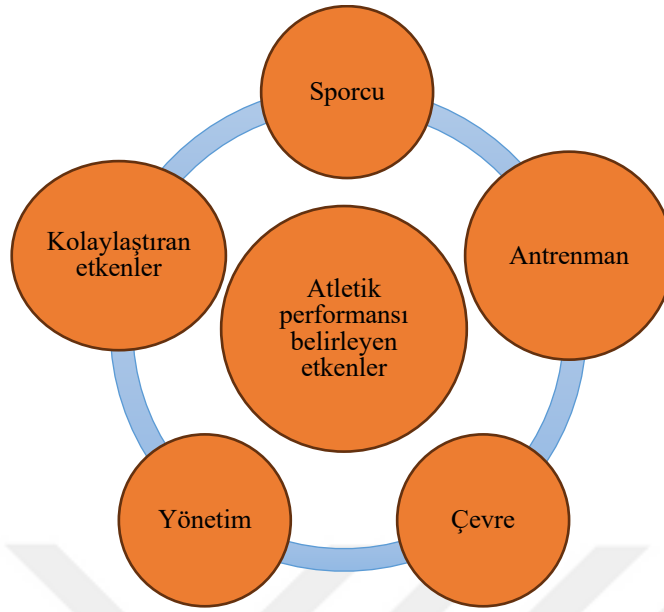 Sporcu
Kolaylaştıran
etkenler
Antrenman
Atletik
performansı
belirleyen
etkenler
Yönetim
Çevre